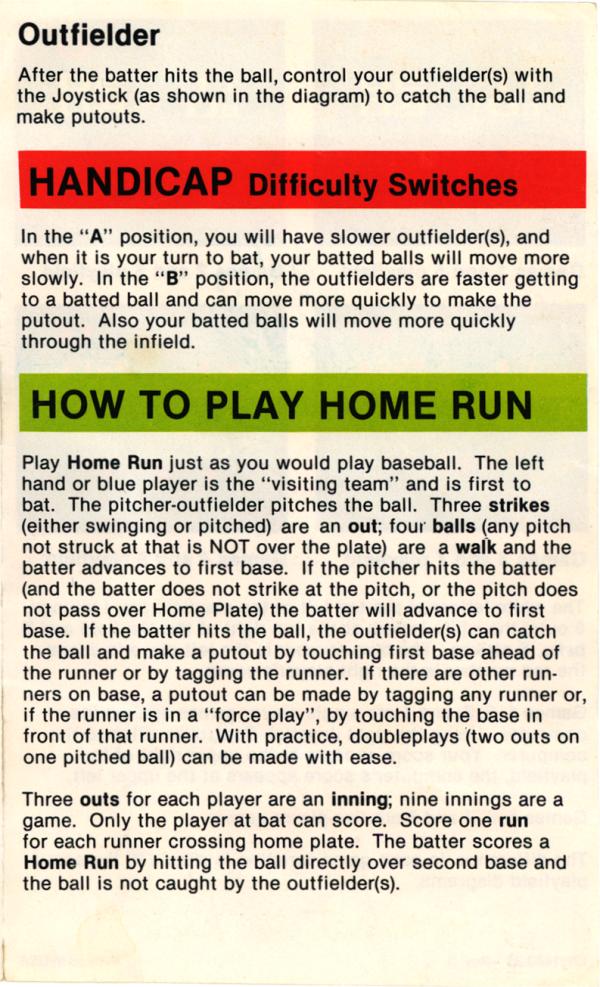 Outfielder
After the batter hits the ball, control your outfielder(s) with
the Joystick (as shown in the diagram) to catch the ball and
make putouts.
HANDICAP Difficulty Switches
In the “A” position, you will have slower outfielder(s), and
when it is your turn to bat, your batted balls will move more
slowly. In the “B” position, the outfielders are faster getting
to a batted ball and can move more quickly to make the
putout. Also your batted balls will move more quickly
through the infield.
HOW TO PLAY HOME RUN
Play Home Run just as you would play baseball. The left
hand or blue player is the “visiting team” and is first to
bat. The pitcher-outfielder pitches the ball. Three strikes
(either swinging or pitched) are an out; four balls (any pitch
not struck at that is NOT over the plate) are a walk and the
batter advances to first base. If the pitcher hits the batter
(and the batter does not strike at the pitch, or the pitch does
not pass over Home Plate) the batter will advance to first
base. If the batter hits the ball, the outfielder(s) can catch
the ball and make a putout by touching first base ahead of
the runner or by tagging the runner. If there are other run-
ners on base, a putout can be made by tagging any runner or,
if the runner is in a “force play”, by touching the base in
front of that runner. With practice, doubleplays (two outs on
one pitched ball) can be made with ease.
Three outs for each player are an inning; nine innings are a
game. Only the player at bat can score. Score one run
for each runner crossing home plate. The batter scores a
Home Run by hitting the ball directly over second base and
the ball is not caught by the outfielder(s).